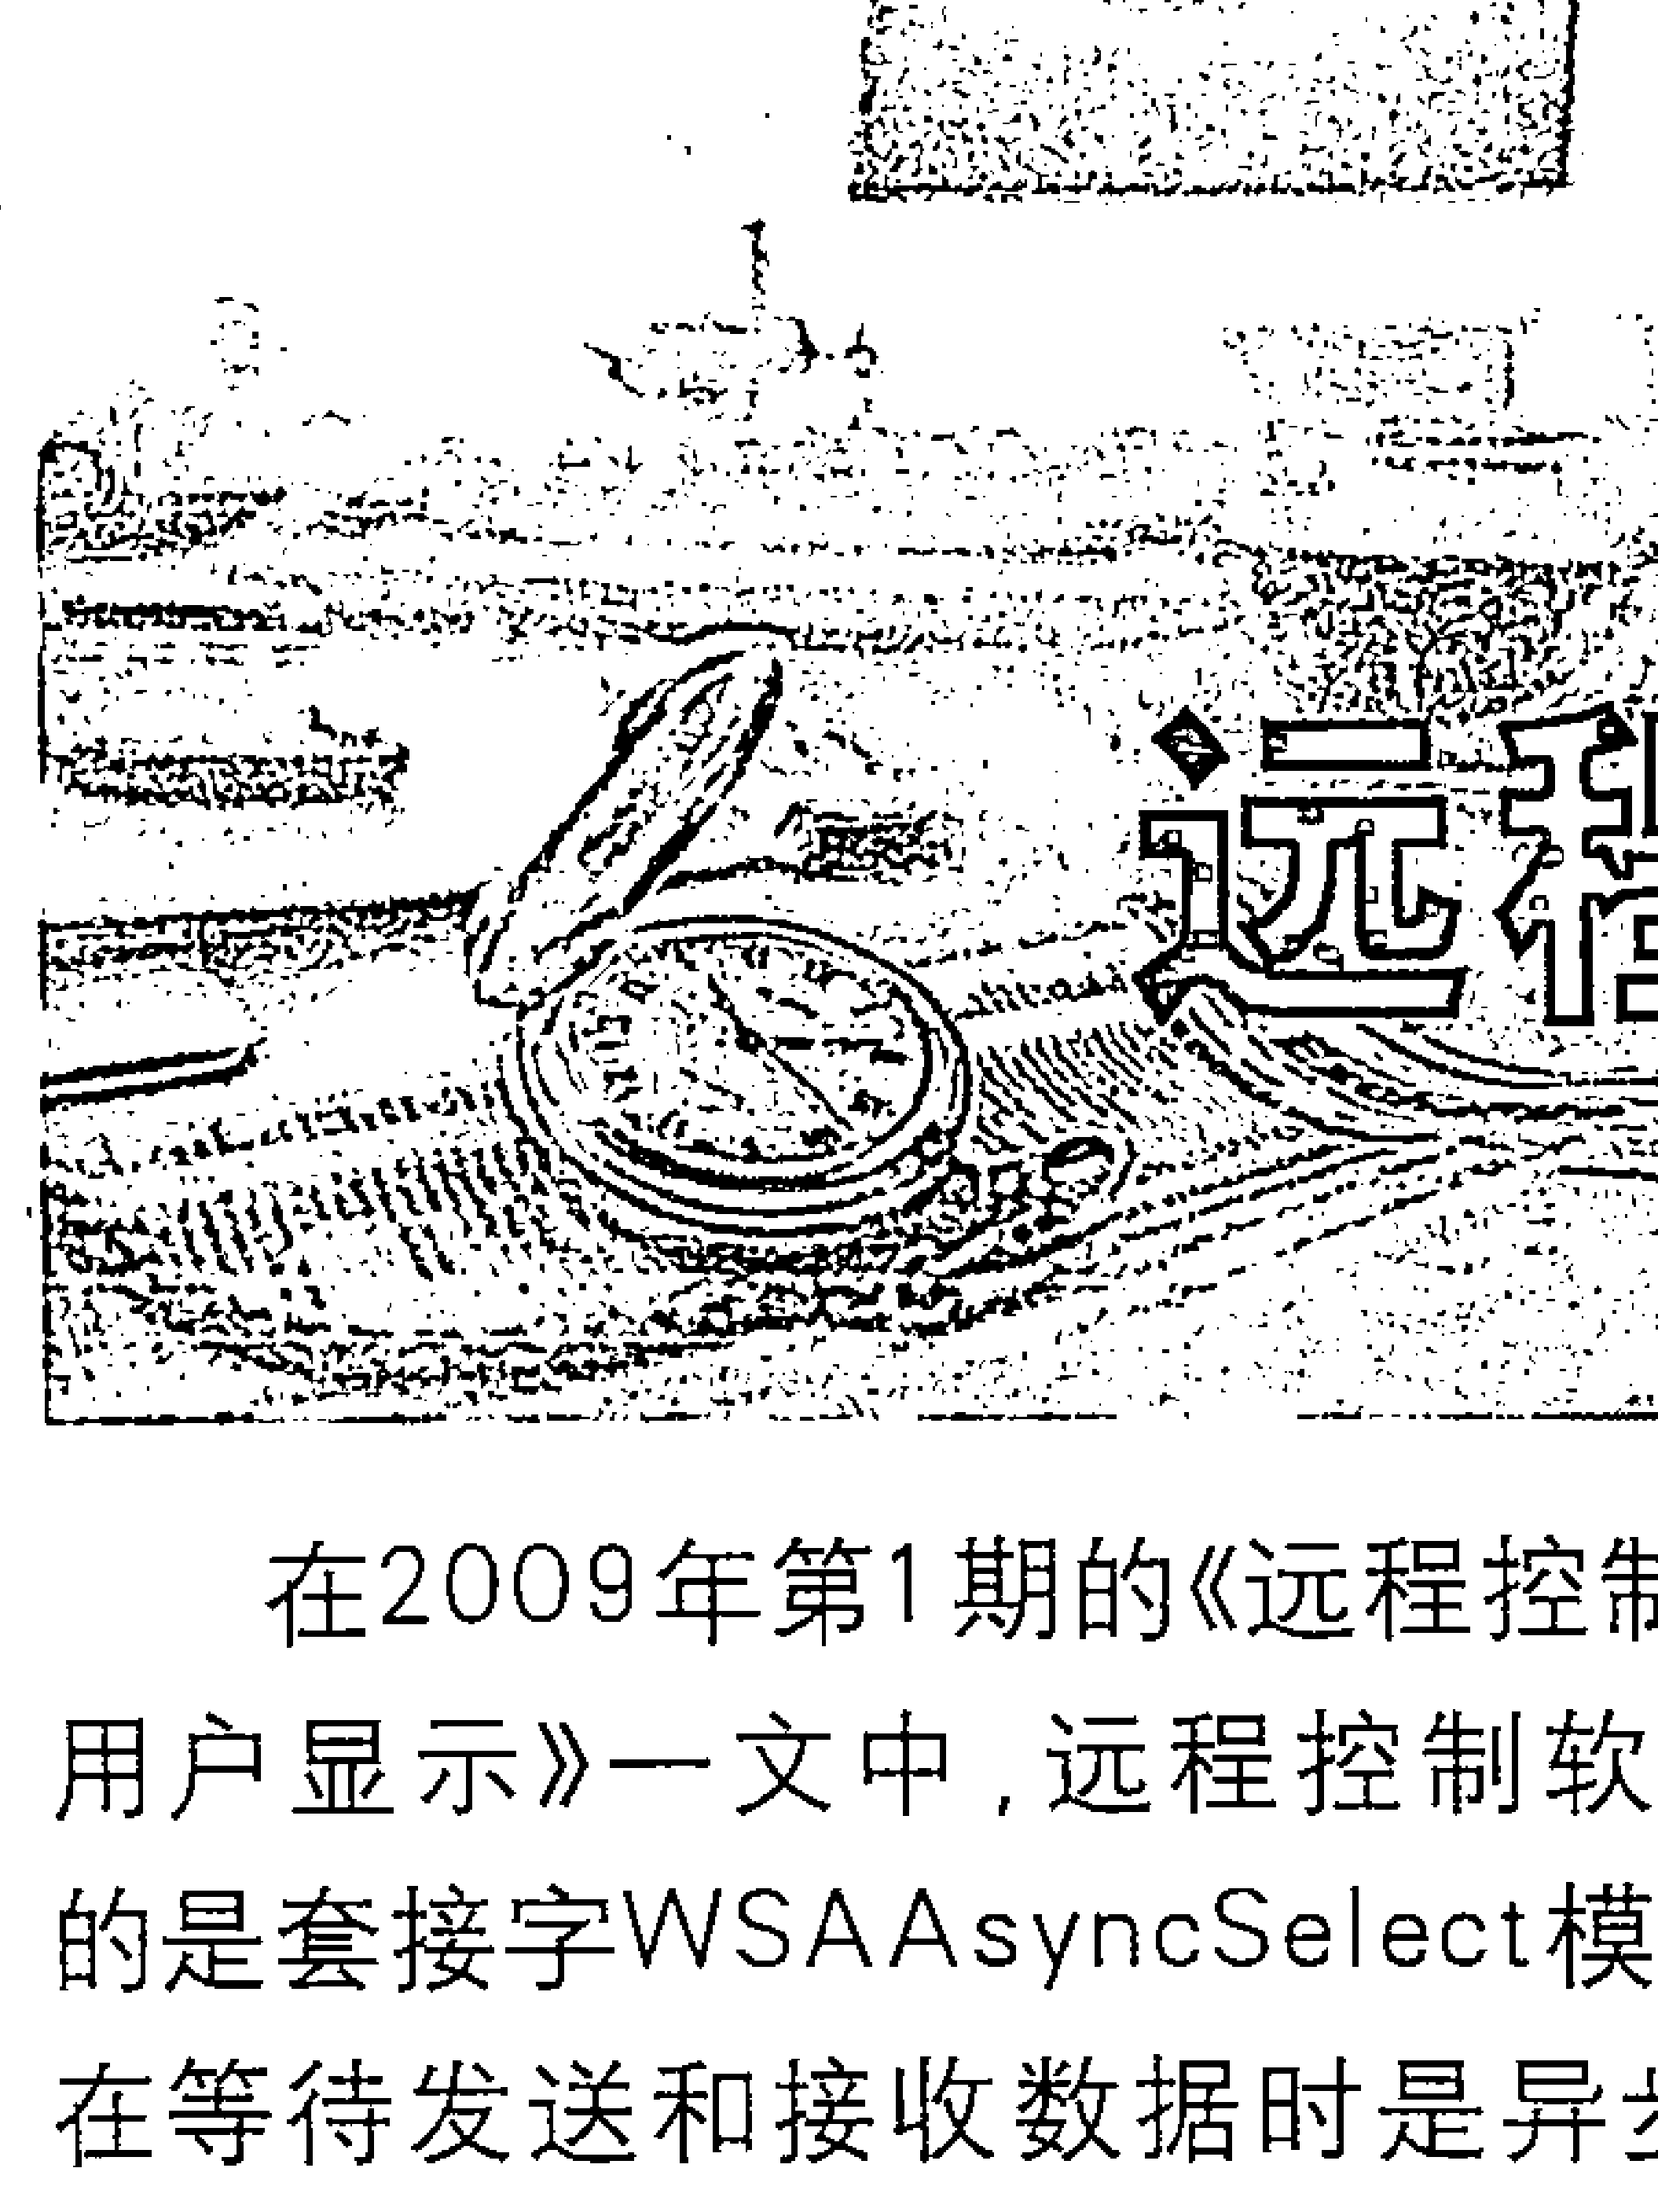 远程
在2009年第1期的《远程控制
用户显示》一文中，远程控制软
的是套接字WSAAsyncSelect模
在等待发送和接收数据时是异步